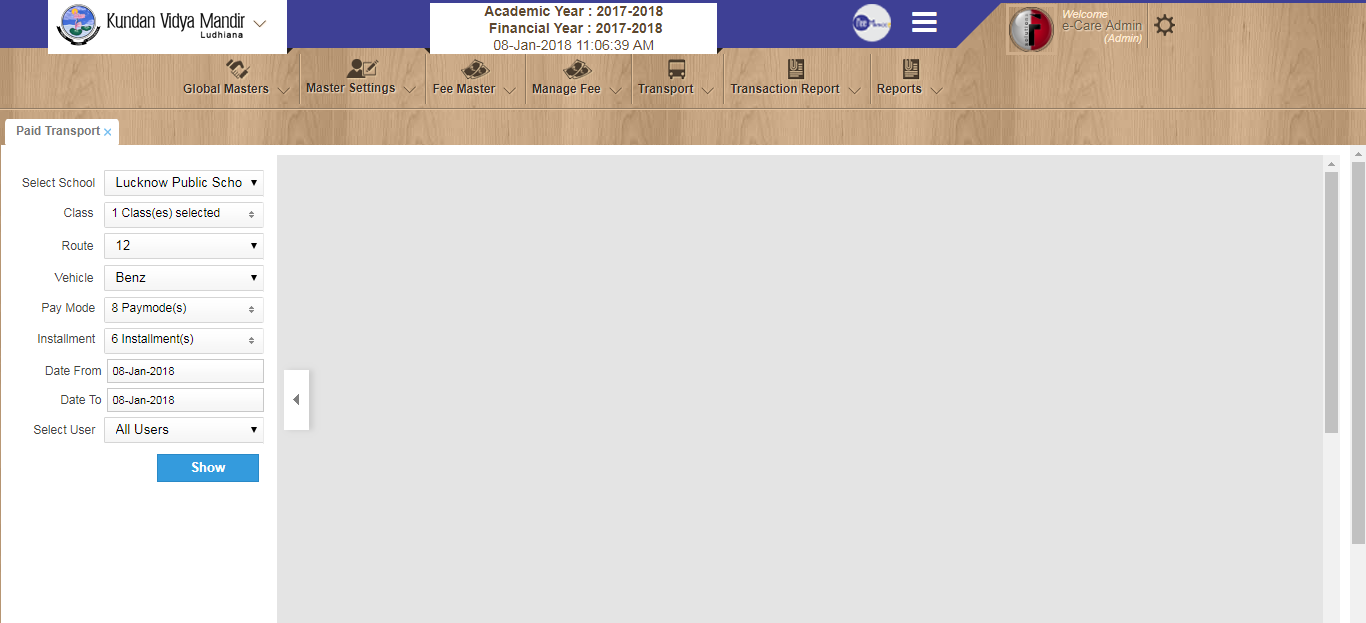 Kundan Vidya Mandir
Ludhiana
Academic Year : 2017-2018
Financial Year : 2017-2018
08-Jan-2018 11:06:39 AM
Welcome
e-Care Admin
(Admin)
Global Masters
Master Settings
Fee Master
Manage Fee
Transport
Transaction Report
Reports
Paid Transport ×
Select School Lucknow Public Scho
Class 1 Class(es) selected
Route 12
Vehicle Benz
Pay Mode 8 Paymode(s)
Installment 6 Installment(s)
Date From 08-Jan-2018
Date To 08-Jan-2018
Select User All Users
Show